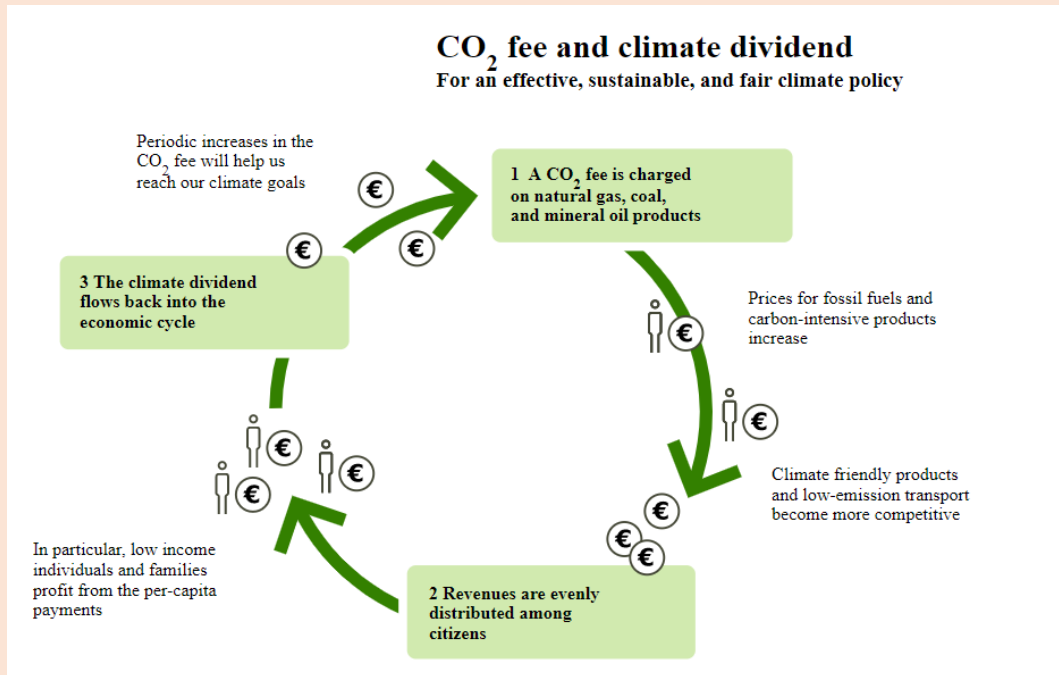 CO₂ fee and climate dividend
For an effective, sustainable, and fair climate policy
Periodic increases in the
CO₂ fee will help us
reach our climate goals
€
€
€
1 A CO₂ fee is charged
on natural gas, coal,
and mineral oil products
3 The climate dividend
flows back into the
economic cycle
Prices for fossil fuels and
carbon-intensive products
increase
€
€
Climate friendly products
and low-emission transport
become more competitive
€
€
€
2 Revenues are evenly
distributed among
citizens
€
€
€
In particular, low income
individuals and families
profit from the per-capita
payments